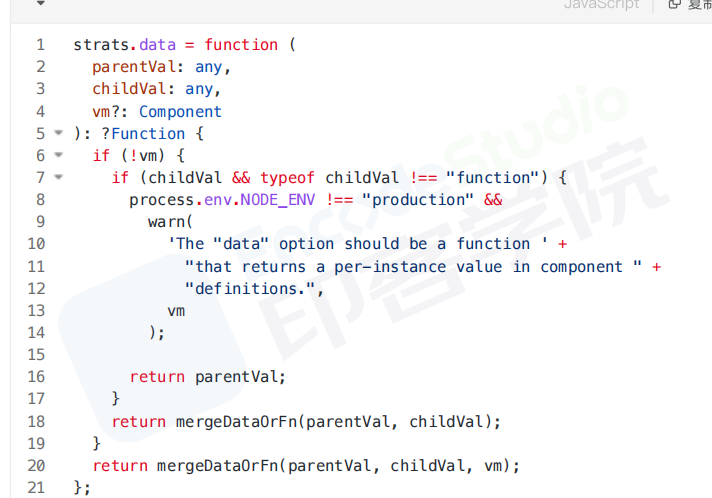 JavaScript 复制
1 strats.data = function (
2   parentVal: any,
3   childVal: any,
4   vm?: Component
5 ): ?Function {
6   if (!vm) {
7     if (childVal && typeof childVal !== "function") {
8       process.env.NODE_ENV !== "production" &&
9         warn(
10           'The "data" option should be a function ' +
11             "that returns a per-instance value in component " +
12             "definitions.",
13           vm
14         );
15
16       return parentVal;
17     }
18     return mergeDataOrFn(parentVal, childVal);
19   }
20   return mergeDataOrFn(parentVal, childVal, vm);
21 };
EncodeStudio
印客学院